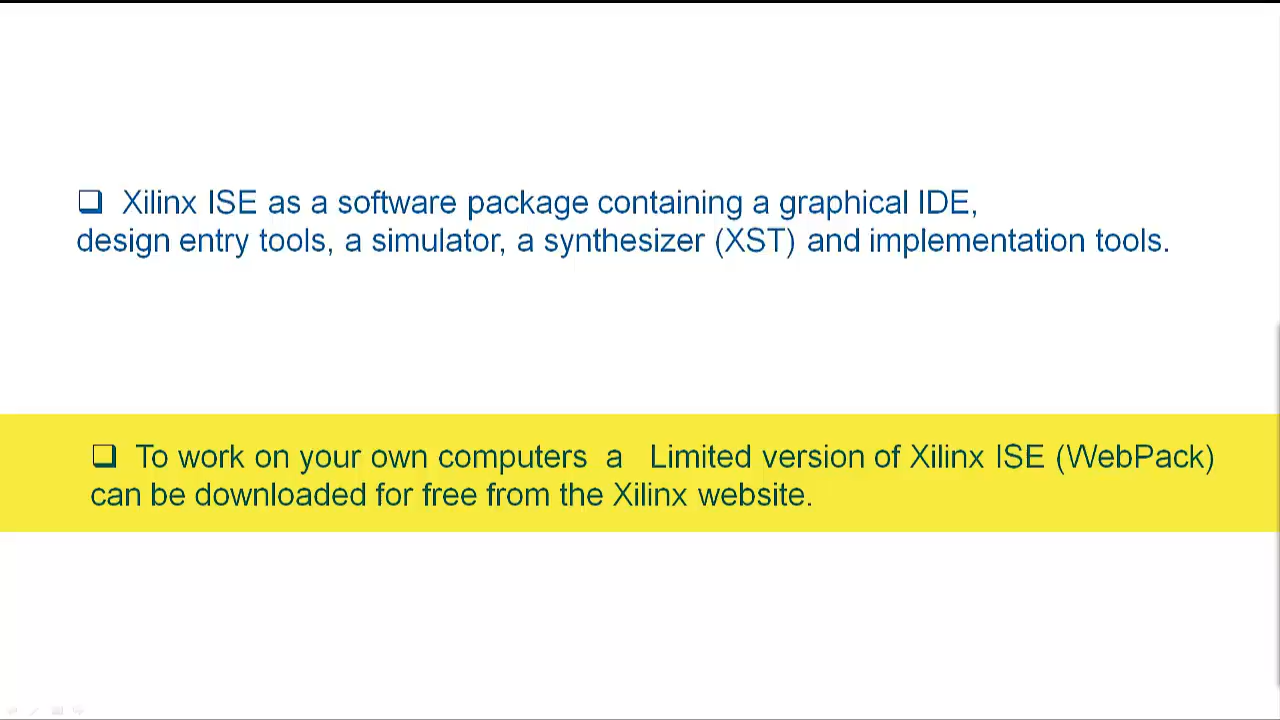 ❑ Xilinx ISE as a software package containing a graphical IDE,
design entry tools, a simulator, a synthesizer (XST) and implementation tools.
❑ To work on your own computers a Limited version of Xilinx ISE (WebPack)
can be downloaded for free from the Xilinx website.